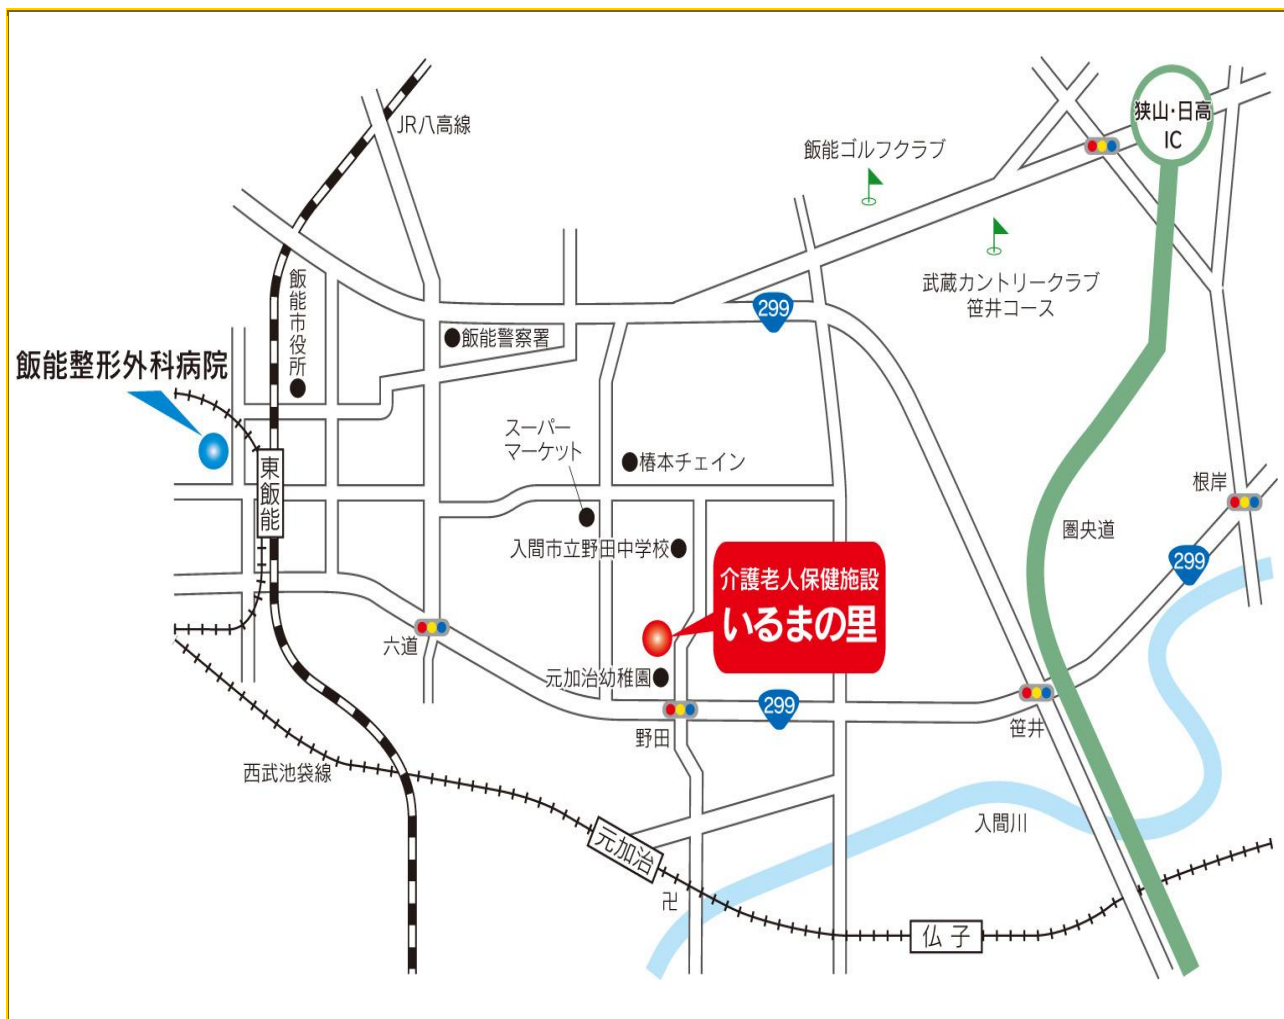 JR八高線
狭山・日高
IC
飯能ゴルフクラブ
武蔵カントリークラブ
笹井コース
299
飯能市役所
飯能警察署
飯能整形外科病院
スーパー
マーケット
椿本チェイン
東飯能
根岸
圏央道
入間市立野田中学校
299
介護老人保健施設
いるまの里
六道
元加治幼稚園
299
野田
笹井
西武池袋線
入間川
元加治
卍
仏子